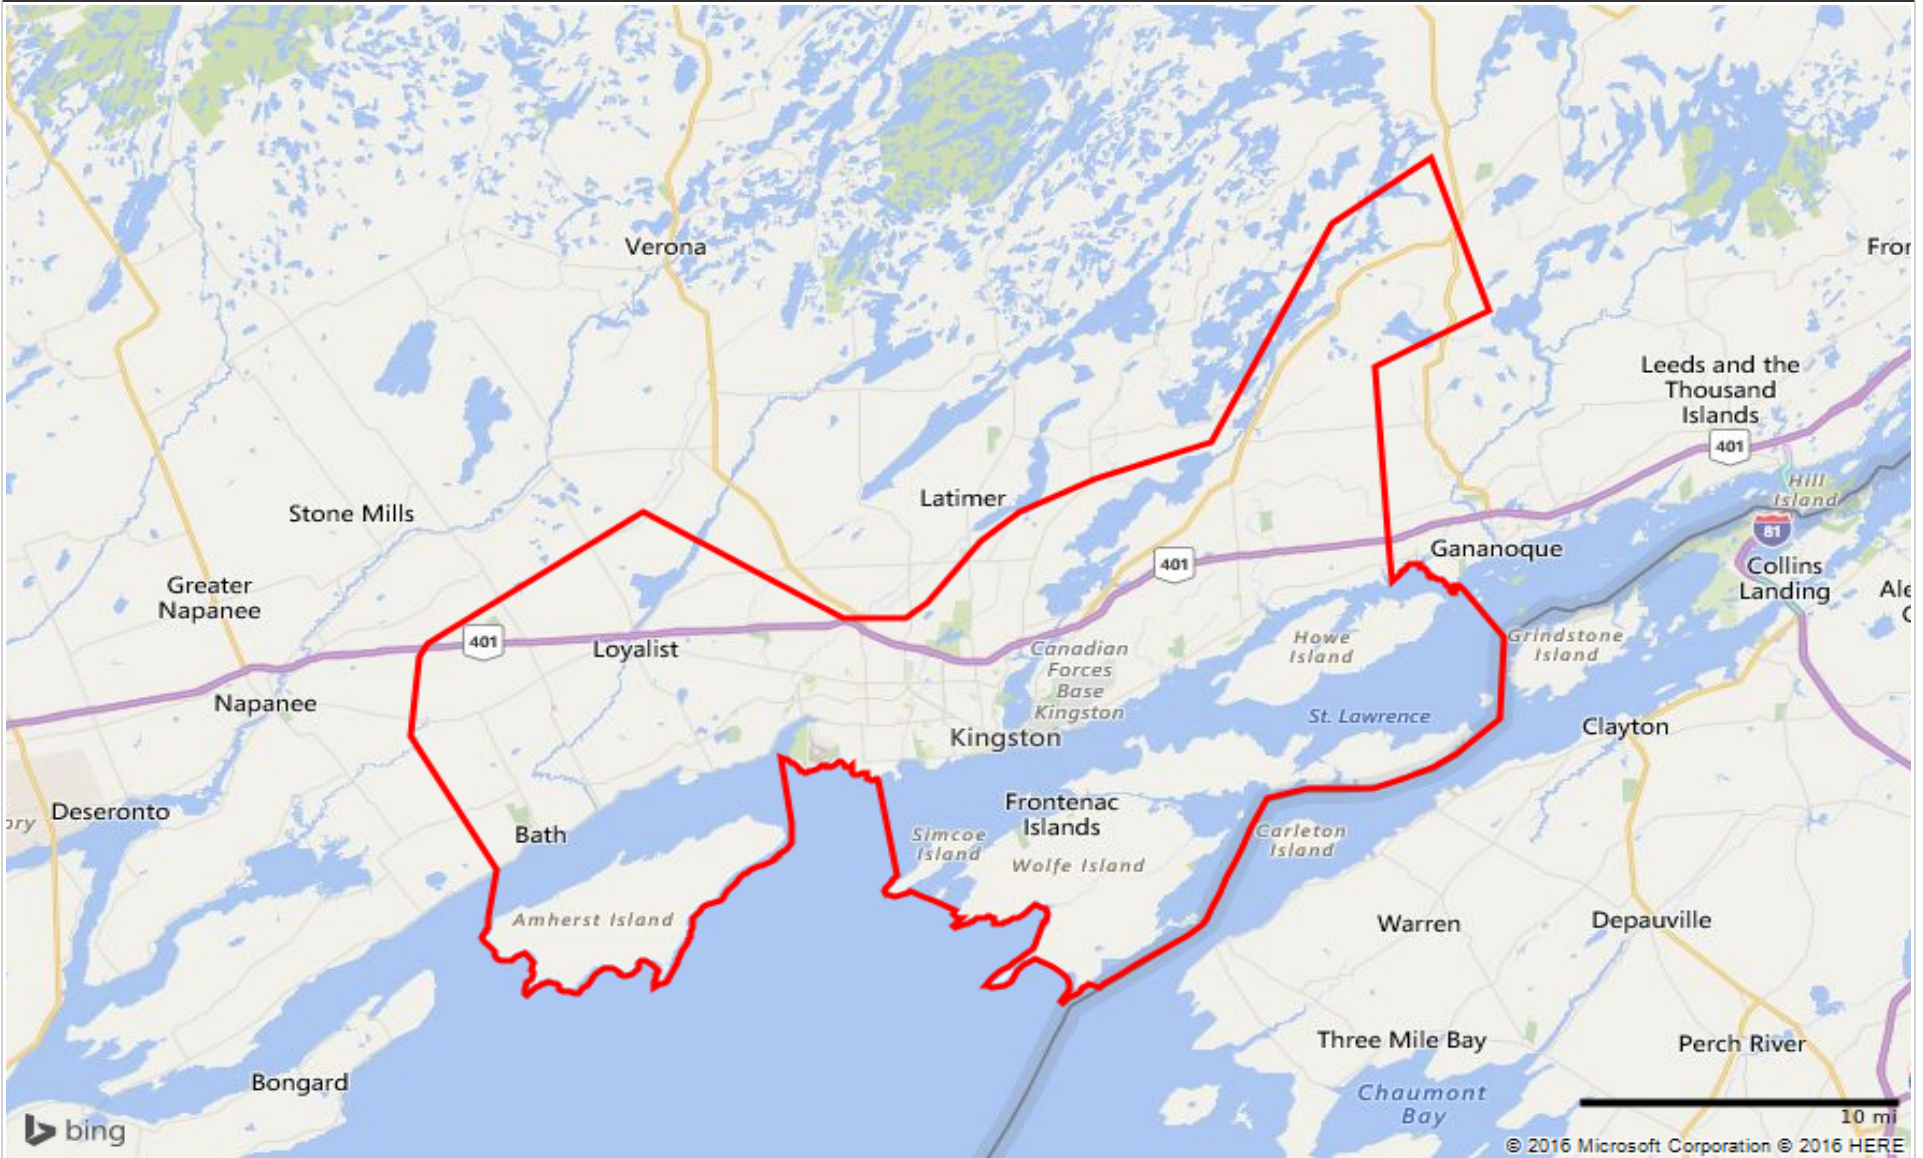 Verona
Fror
Leeds and the
Thousand
Islands
401
Hill
Island
Latimer
Stone Mills
81
Gananoque
401
Collins
Landing
Greater
Napanee
Ale
C
401
Loyalist
Canadian
Forces
Base
Kingston
Howe
Island
Grindstone
Island
Napanee
St. Lawrence
Clayton
Kingston
Deseronto
ory
Bath
Frontenac
Islands
Simcoe
Island
Carleton
Island
Wolfe Island
Amherst Island
Warren
Depauville
Three Mile Bay
Perch River
Bongard
Chaumont
Bay
10 mi
bing
© 2016 Microsoft Corporation © 2016 HERE